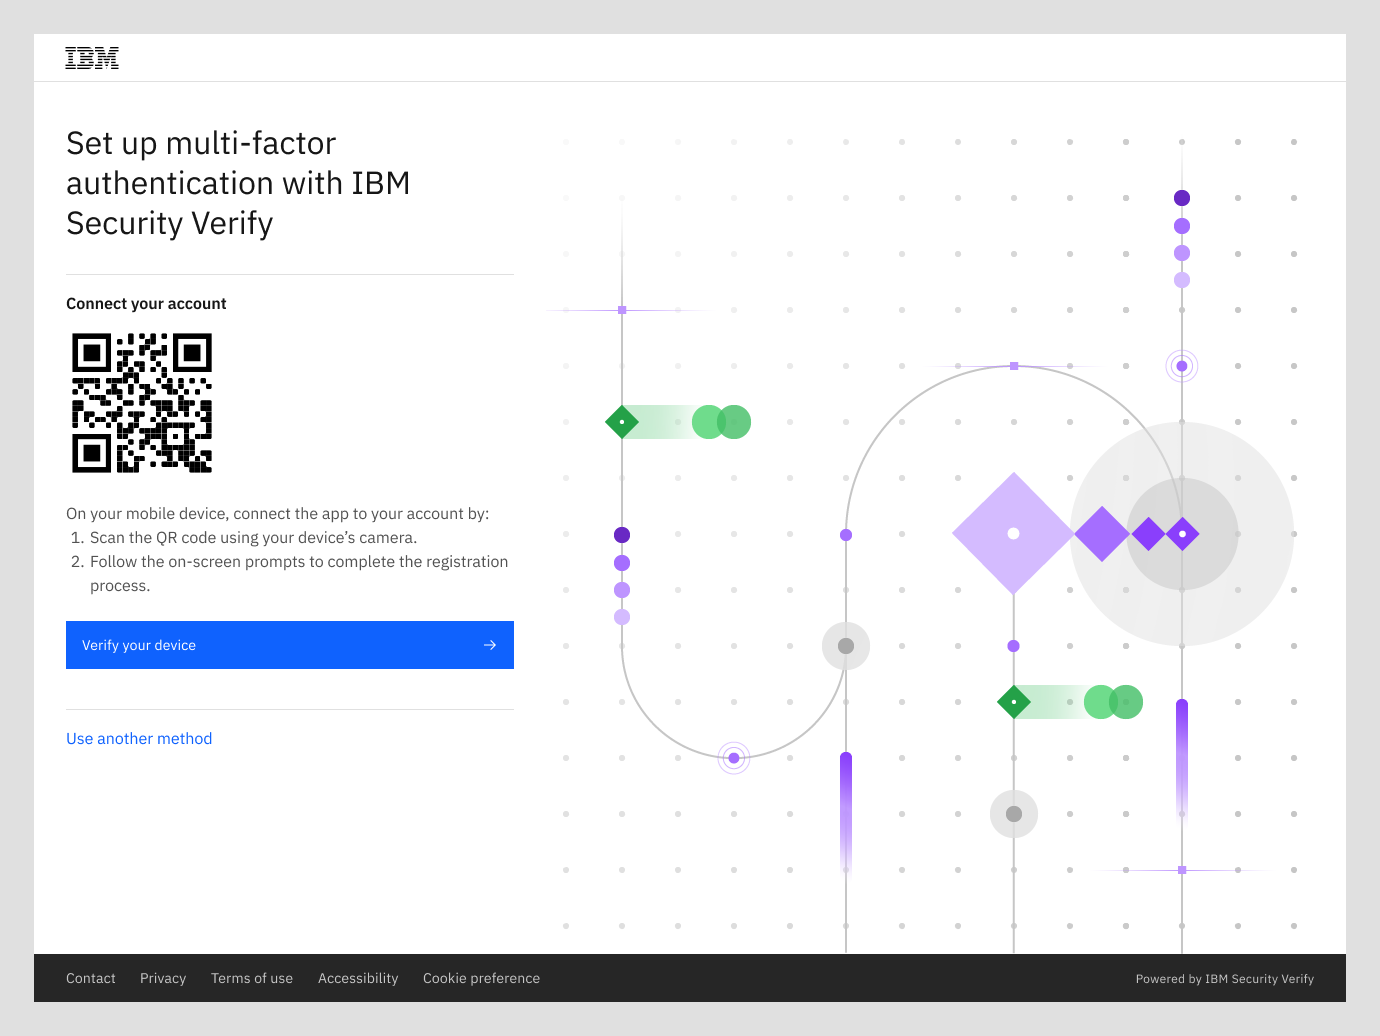 IBM
Set up multi-factor
authentication with IBM
Security Verify
Connect your account
On your mobile device, connect the app to your account by:
1. Scan the QR code using your device’s camera.
2. Follow the on-screen prompts to complete the registration
process.
Verify your device
Use another method
Contact Privacy Terms of use Accessibility Cookie preference
Powered by IBM Security Verify